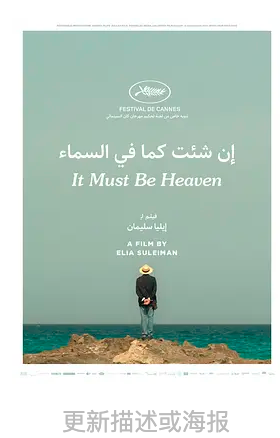 FESTIVAL DE CANNES
إن شئت كما في السماء
It Must Be Heaven
إيليا سليمان
A FILM BY
ELIA SULEIMAN
更新描述或海报